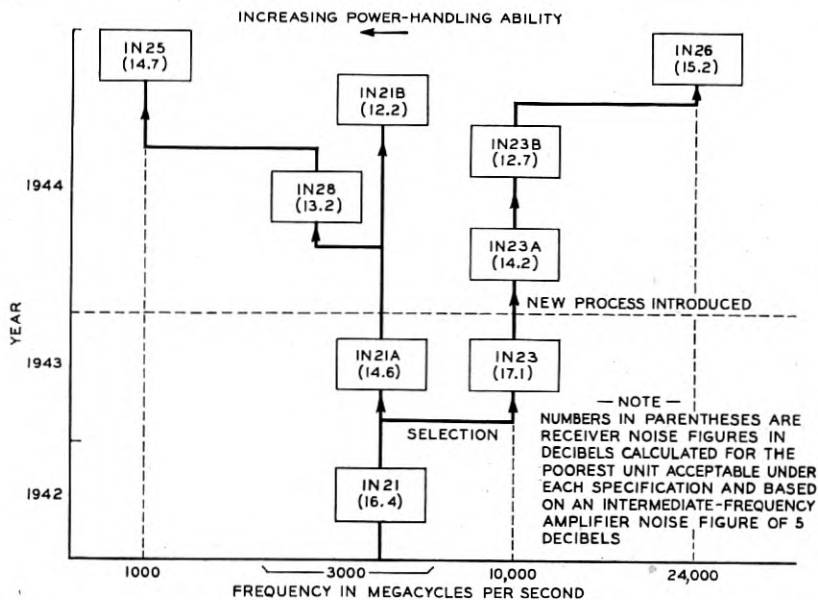 INCREASING POWER-HANDLING ABILITY
IN25
(14.7)
IN26
(15.2)
IN21B
(12.2)
IN23B
(12.7)
1944
IN28
(13.2)
IN23A
(14.2)
NEW PROCESS INTRODUCED
YEAR
1943
IN21A
(14.6)
IN23
(17.1)
SELECTION
— NOTE —
NUMBERS IN PARENTHESES ARE
RECEIVER NOISE FIGURES IN
DECIBELS CALCULATED FOR THE
POOREST UNIT ACCEPTABLE UNDER
EACH SPECIFICATION AND BASED
ON AN INTERMEDIATE-FREQUENCY
AMPLIFIER NOISE FIGURE OF 5
DECIBELS
1942
IN21
(16.4)
1000
3000
10,000
24,000
FREQUENCY IN MEGACYCLES PER SECOND